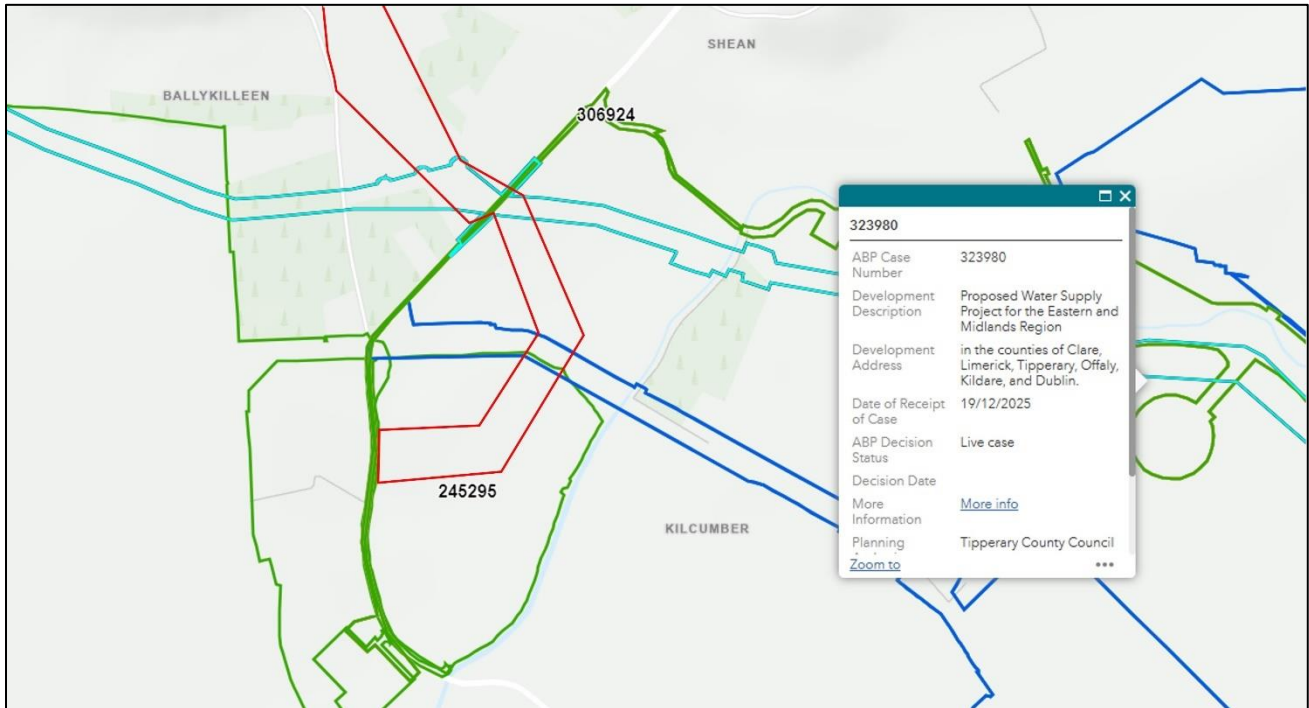 SHEAN
BALLYKILLEEN
306924
323980
ABP Case Number
323980
Development Description
Proposed Water Supply Project for the Eastern and Midlands Region
Development Address
in the counties of Clare, Limerick, Tipperary, Offaly, Kildare, and Dublin.
Date of Receipt of Case
19/12/2025
ABP Decision Status
Live case
Decision Date
More Information
More info
Planning
Tipperary County Council
Zoom to
245295
KILCUMBER